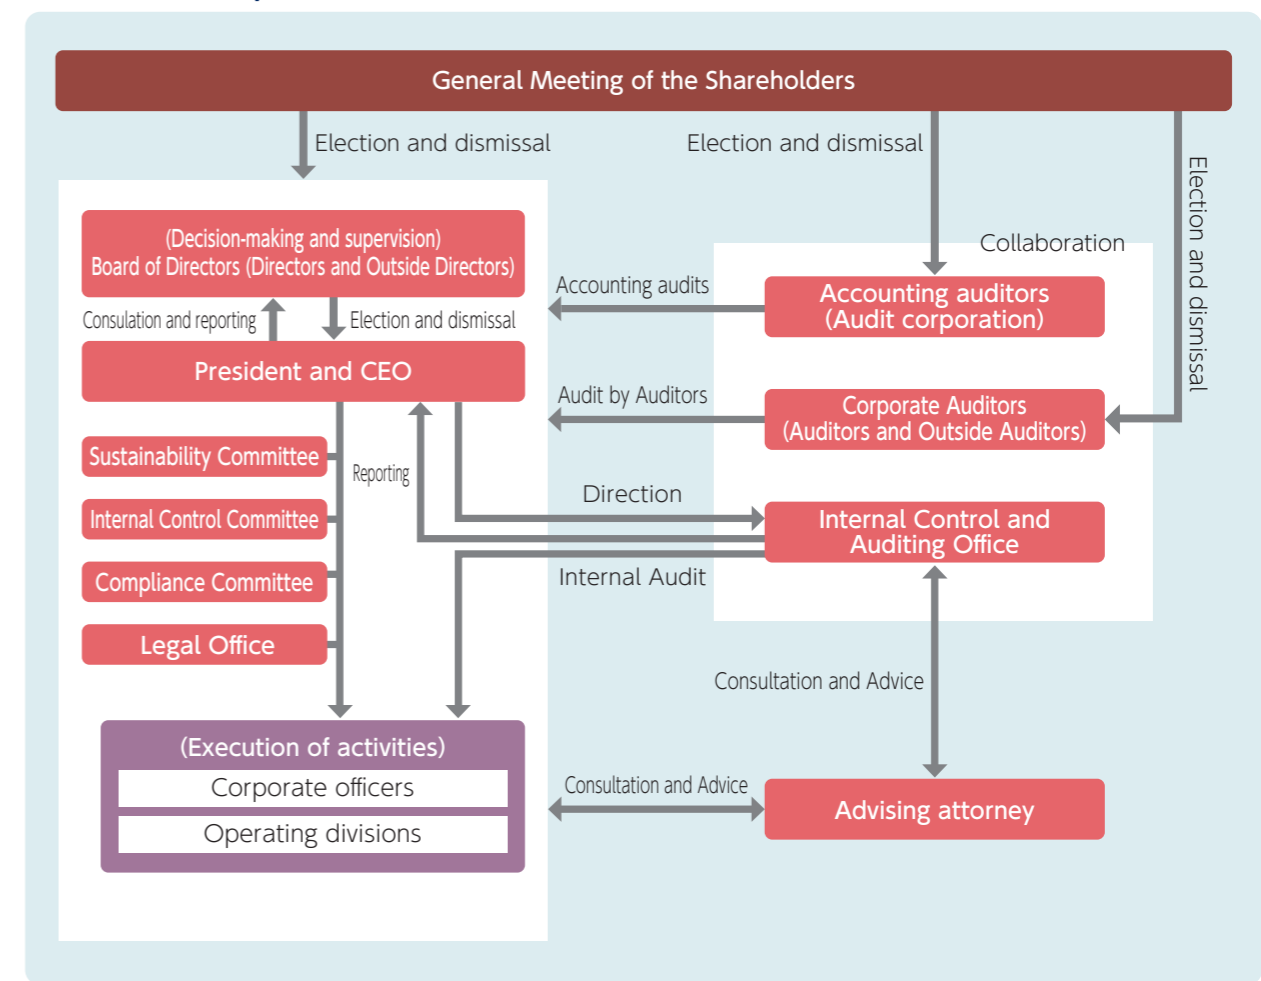 General Meeting of the Shareholders
Election and dismissal
Election and dismissal
Election and dismissal
(Decision-making and supervision)
Board of Directors (Directors and Outside Directors)
Consulation and reporting
Election and dismissal
President and CEO
Sustainability Committee
Internal Control Committee
Compliance Committee
Legal Office
Reporting
Accounting audits
Audit by Auditors
Direction
Internal Audit
Collaboration
Accounting auditors
(Audit corporation)
Corporate Auditors
(Auditors and Outside Auditors)
Internal Control and
Auditing Office
Consultation and Advice
(Execution of activities)
Corporate officers
Operating divisions
Consultation and Advice
Advising attorney